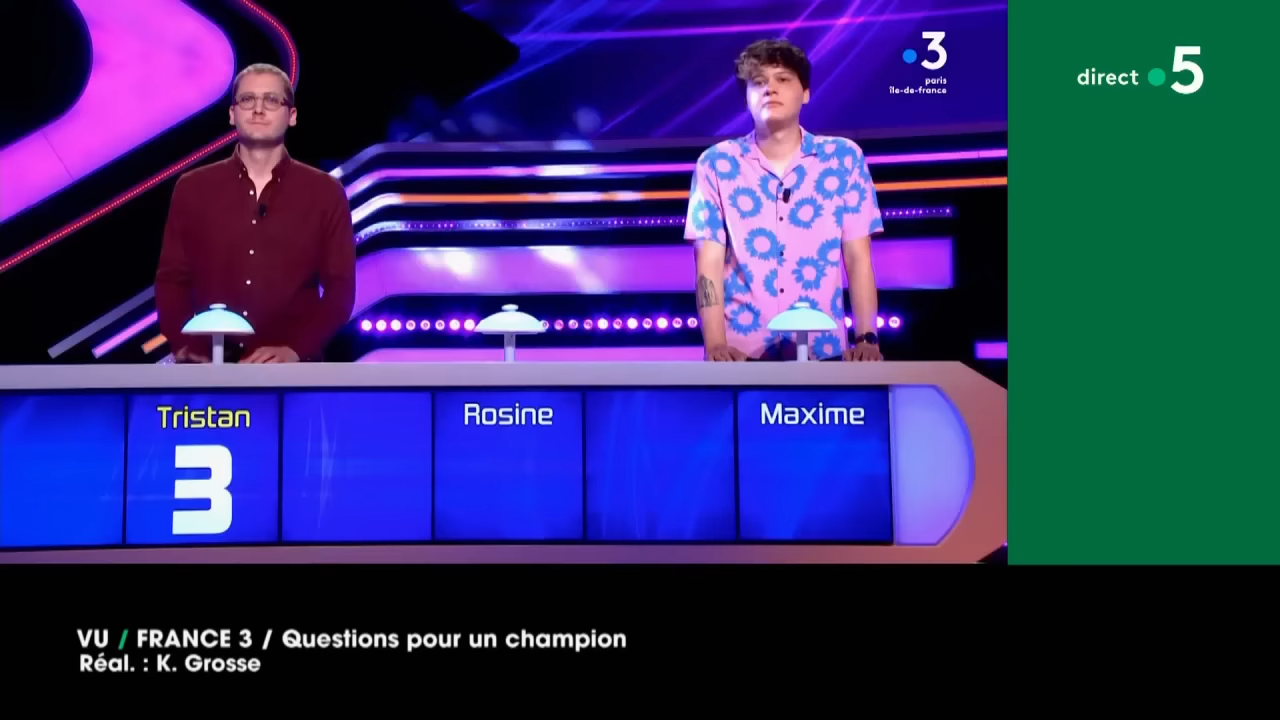 3
paris
île-de-france
direct 5
Tristan
3
Rosine
Maxime
VU / FRANCE 3 / Questions pour un champion
Réal. : K. Grosse